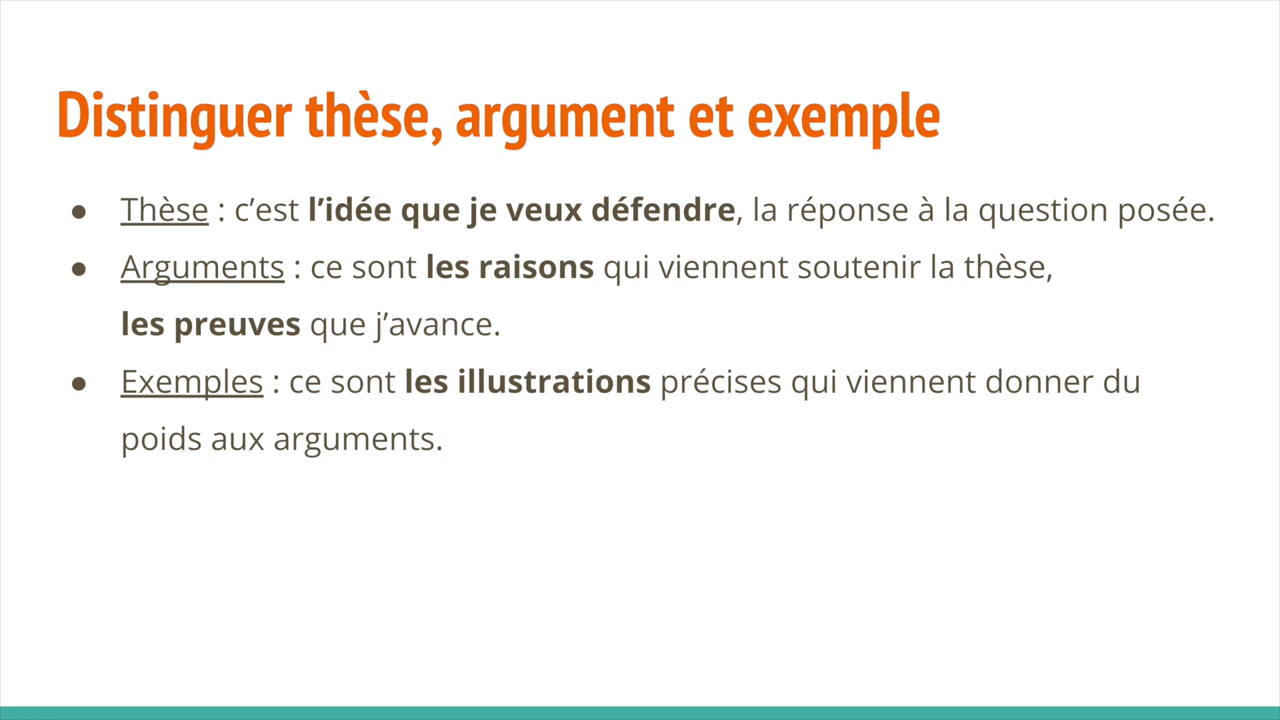 Distinguer thèse, argument et exemple
● Thèse : c’est l’idée que je veux défendre, la réponse à la question posée.
● Arguments : ce sont les raisons qui viennent soutenir la thèse,
les preuves que j’avance.
● Exemples : ce sont les illustrations précises qui viennent donner du
poids aux arguments.